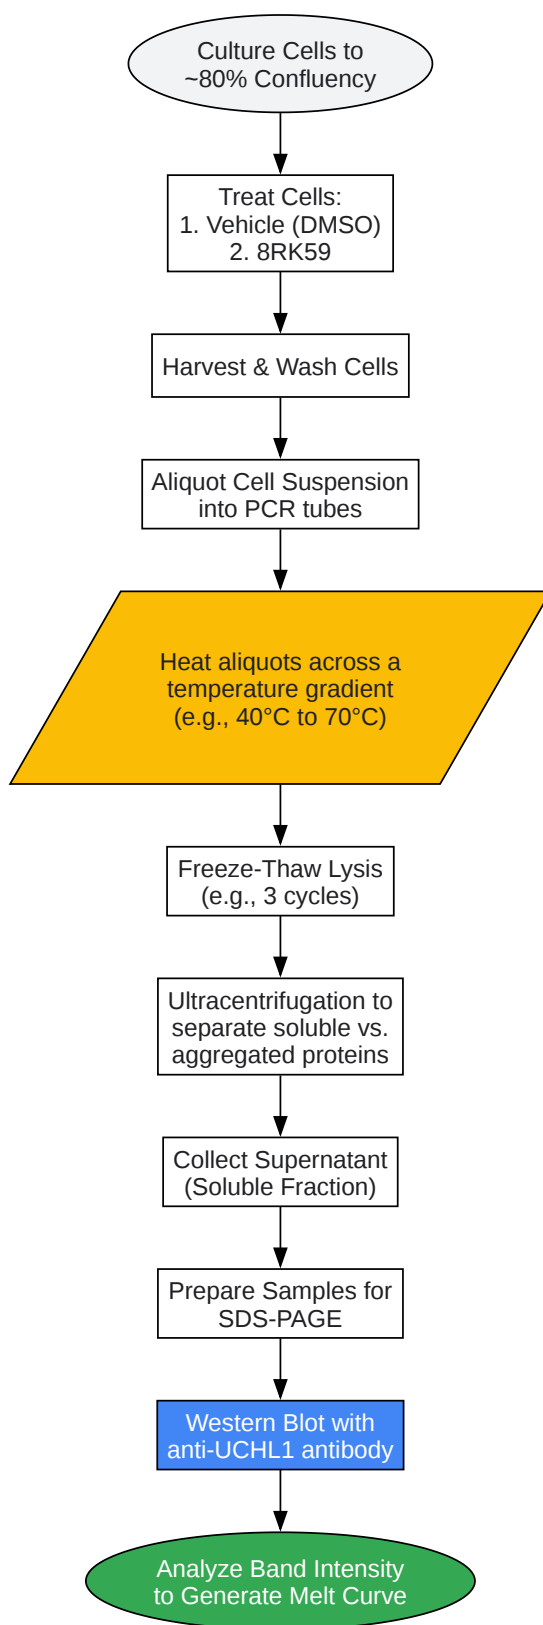 Culture Cells to
~80% Confluency
Treat Cells:
1. Vehicle (DMSO)
2. 8RK59
Harvest & Wash Cells
Aliquot Cell Suspension
into PCR tubes
Heat aliquots across a
temperature gradient
(e.g., 40°C to 70°C)
Freeze-Thaw Lysis
(e.g., 3 cycles)
Ultracentrifugation to
separate soluble vs.
aggregated proteins
Collect Supernatant
(Soluble Fraction)
Prepare Samples for
SDS-PAGE
Western Blot with
anti-UCHL1 antibody
Analyze Band Intensity
to Generate Melt Curve